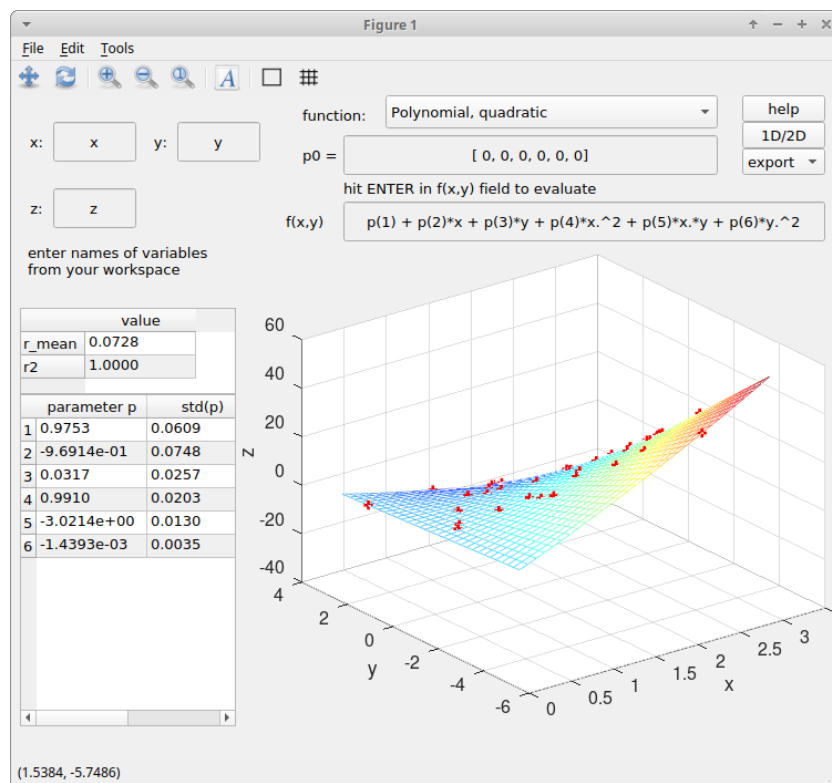 Figure 1
File Edit Tools
function: Polynomial, quadratic help
x: x y: y 1D/2D
p0 = [ 0, 0, 0, 0, 0, 0] export
hit ENTER in f(x,y) field to evaluate
z: z
f(x,y) p(1) + p(2)*x + p(3)*y + p(4)*x.^2 + p(5)*x.*y + p(6)*y.^2
enter names of variables
from your workspace
value
r_mean 0.0728
r2 1.0000
parameter p std(p)
1 0.9753 0.0609
2 -9.6914e-01 0.0748
3 0.0317 0.0257
4 0.9910 0.0203
5 -3.0214e+00 0.0130
6 -1.4393e-03 0.0035
60
40
20
0
-20
-40
z
4
2
0
-2
-4
-6
y
0
0.5
1
1.5
2
2.5
3
x
(1.5384, -5.7486)